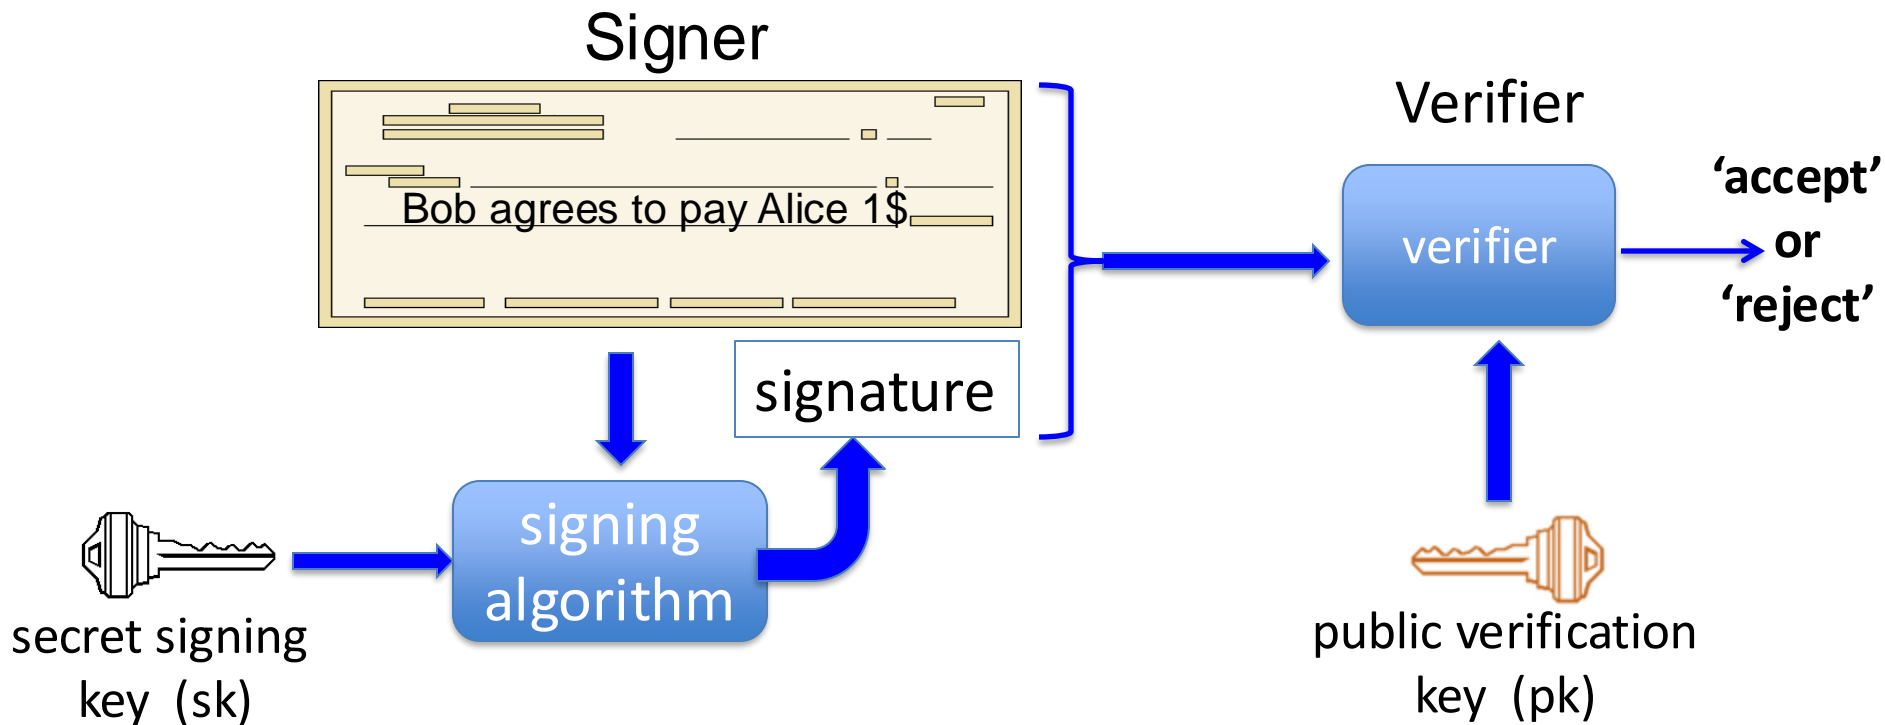 Signer
Bob agrees to pay Alice 1$
signature
signing
algorithm
secret signing
key (sk)
Verifier
verifier
‘accept’
or
‘reject’
public verification
key (pk)